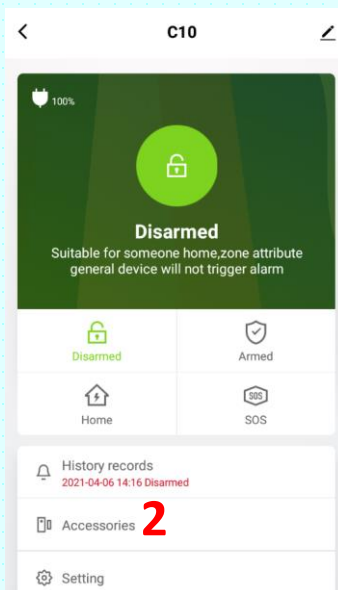 C10
100%
Disarmed
Suitable for someone home,zone attribute
general device will not trigger alarm
Disarmed
Armed
Home
SOS
SOS
History records
2021-04-06 14:16 Disarmed
Accessories 2
Setting